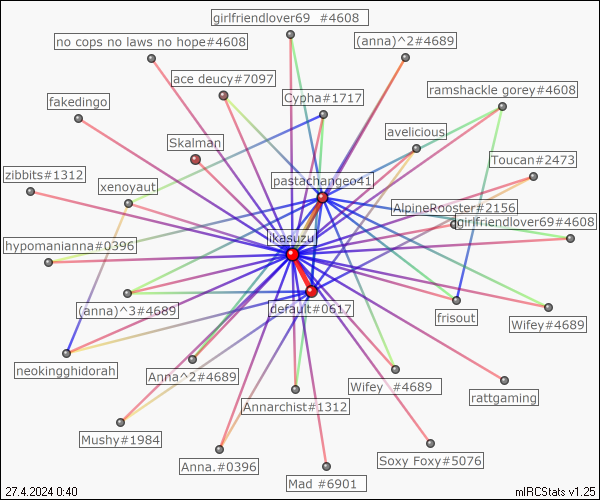 girlfriendlover69 #4608
no cops no laws no hope#4608
(anna)^2#4689
ace deucy#7097
ramshackle gorey#4608
fakedingo
Cypha#1717
avelicious
Skalman
Toucan#2473
zibbits#1312
xenoyaut
pastachangeo41
AlpineRooster#2156
girlfriendlover69#4608
hypomanianna#0396
ikasuzu
(anna)^3#4689
default#0617
frisout
Wifey#4689
neokingghidorah
Anna^2#4689
Wifey #4689
rattgaming
Annarchist#1312
Mushy#1984
Anna.#0396
Soxy Foxy#5076
Mad #6901
27.4.2024 0:40
mIRCStats v1.25